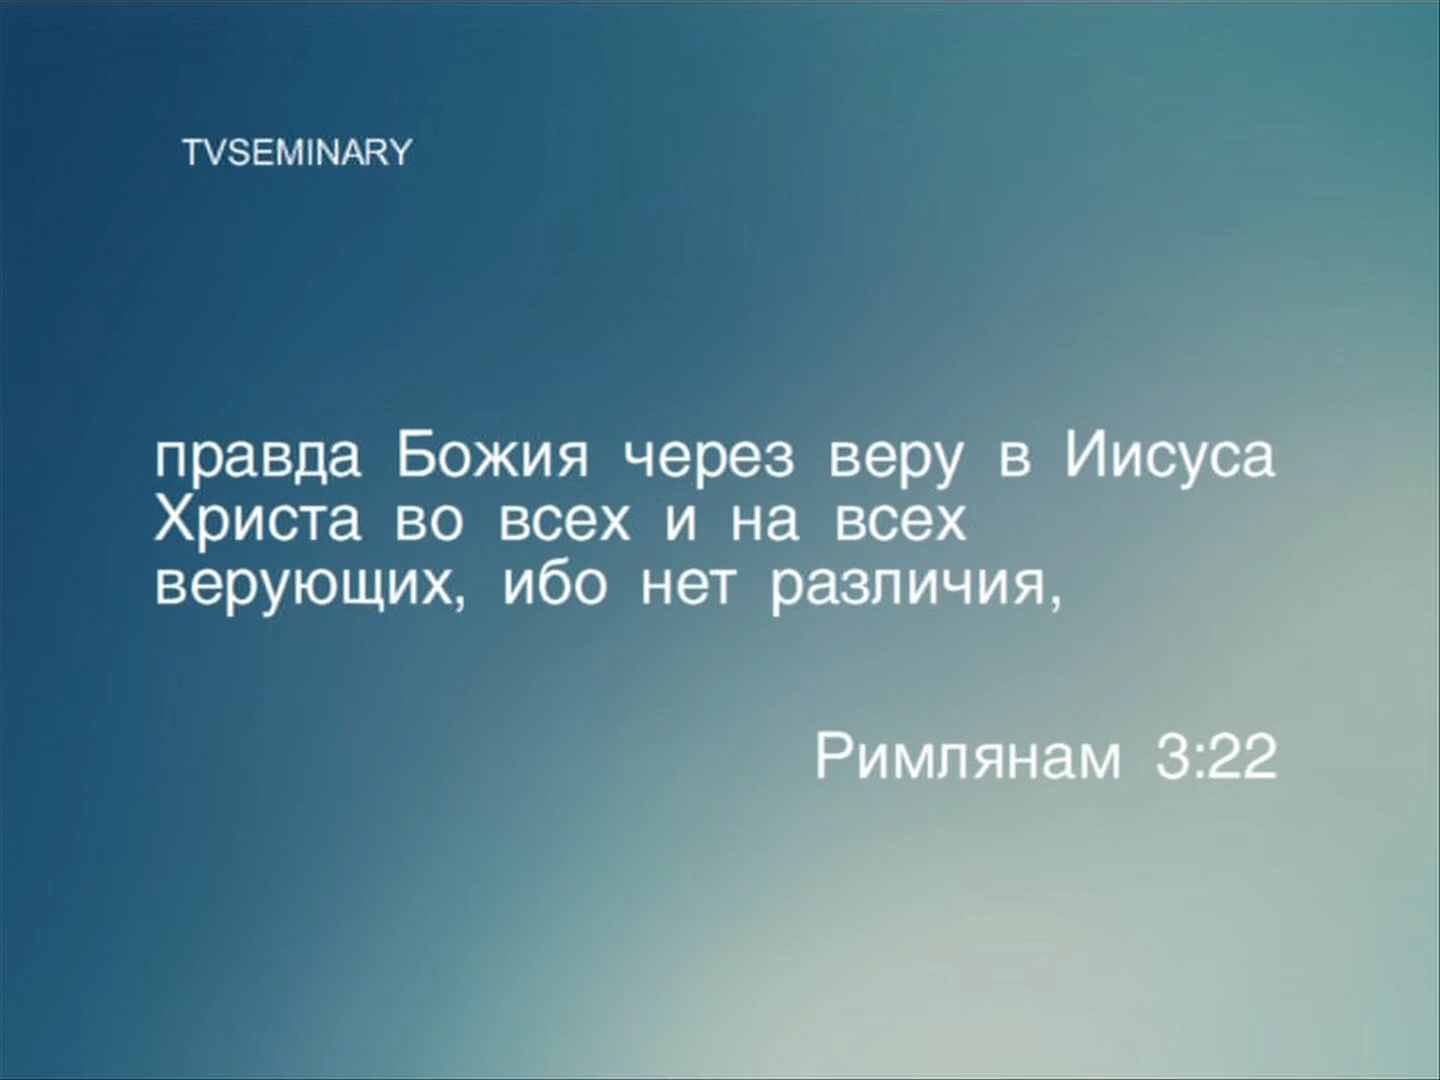 TVSEMINARY
правда Божия через веру в Иисуса
Христа во всех и на всех
верующих, ибо нет различия,
Римлянам 3:22